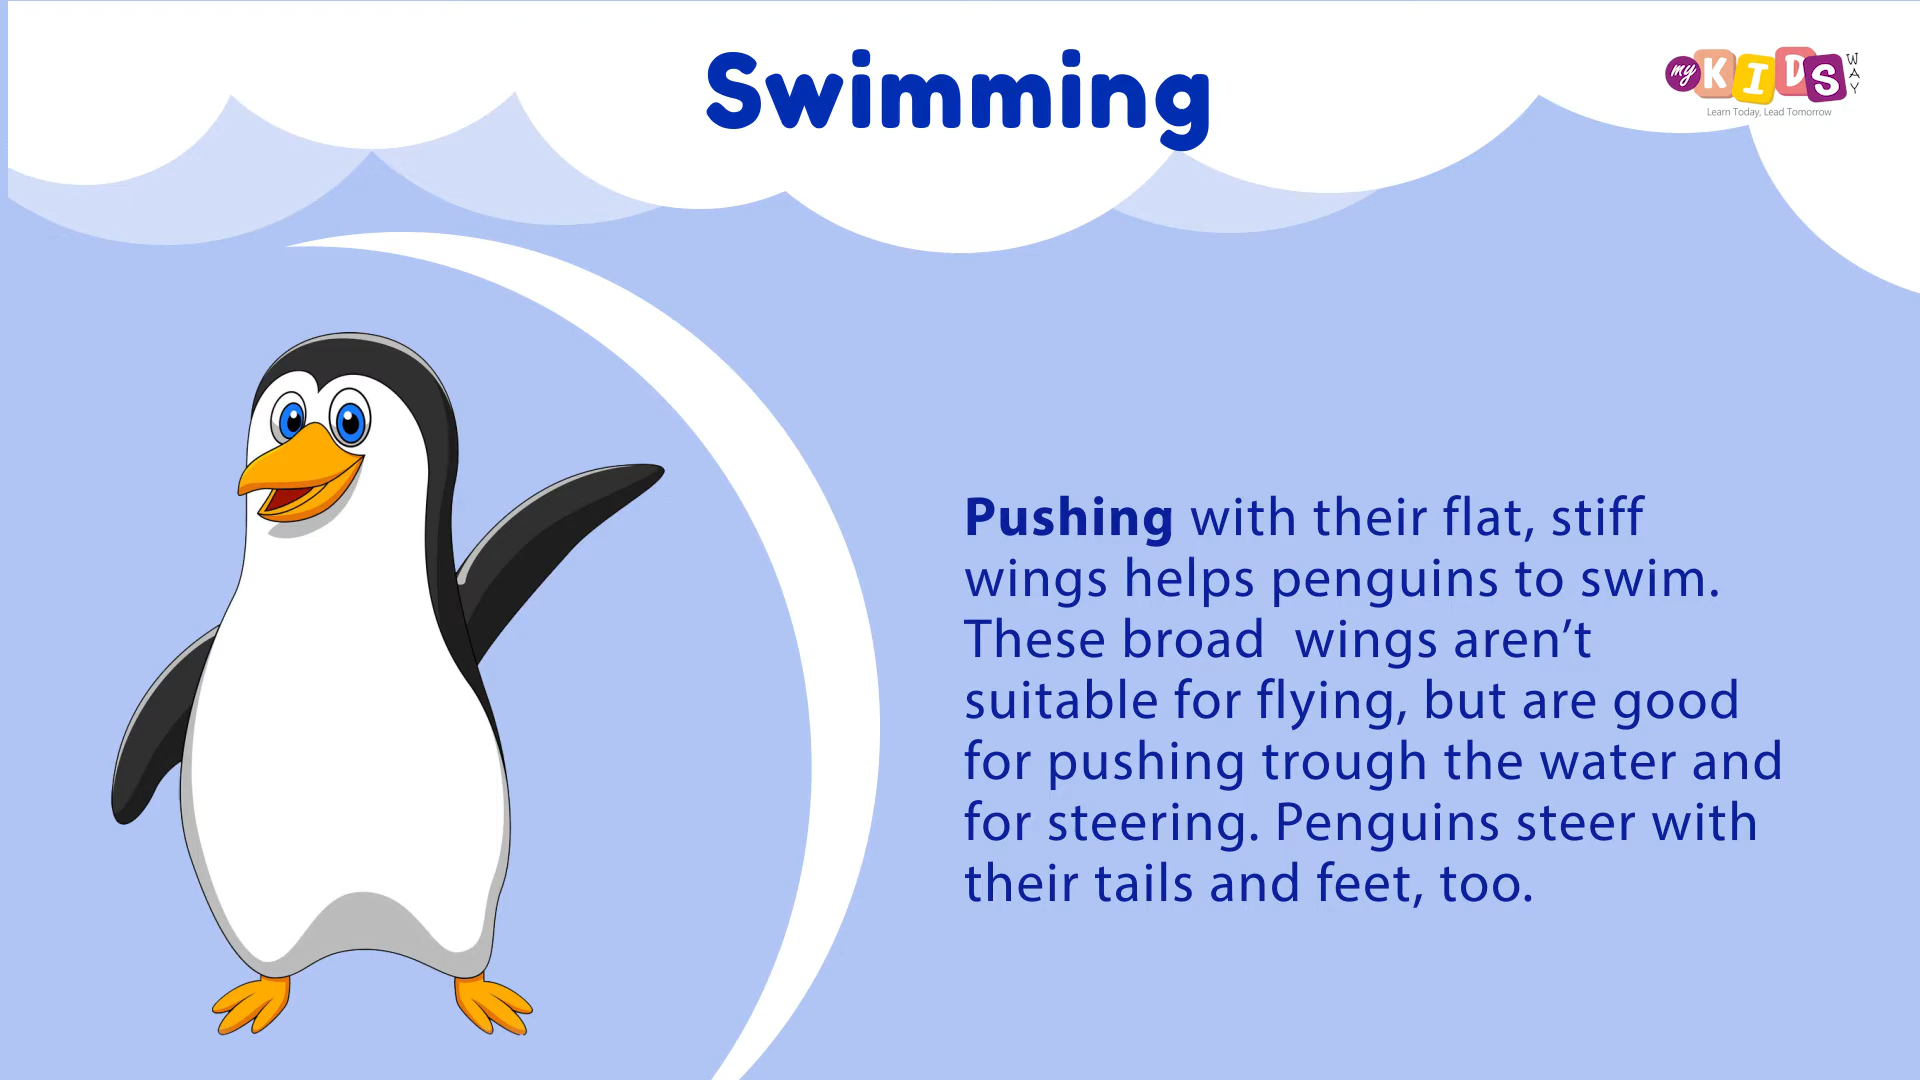 Swimming
my KIDS WAY
Learn Today, Lead Tomorrow
Pushing with their flat, stiff
wings helps penguins to swim.
These broad  wings aren’t
suitable for flying, but are good
for pushing trough the water and
for steering. Penguins steer with
their tails and feet, too.